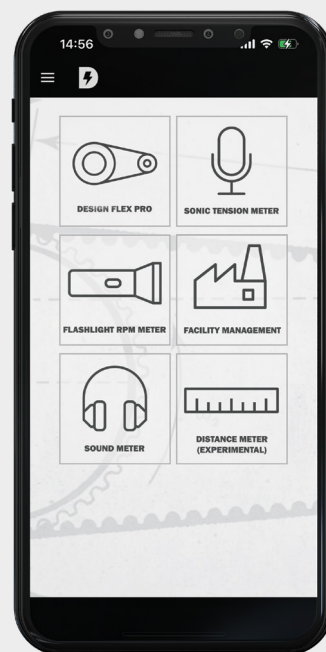 14:56
DESIGN FLEX PRO
SONIC TENSION METER
FLASHLIGHT RPM METER
FACILITY MANAGEMENT
SOUND METER
DISTANCE METER
(EXPERIMENTAL)